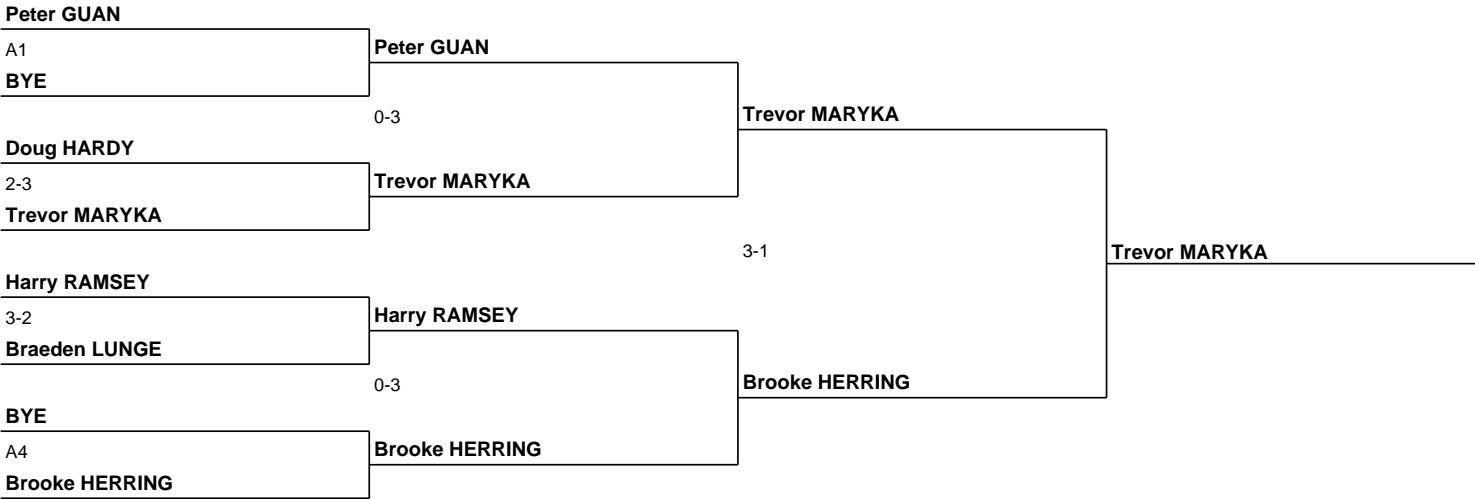 Peter GUAN
A1
Peter GUAN
BYE
0-3
Trevor MARYKA
Doug HARDY
2-3
Trevor MARYKA
Trevor MARYKA
3-1
Trevor MARYKA
Harry RAMSEY
3-2
Harry RAMSEY
Braeden LUNGE
0-3
Brooke HERRING
BYE
A4
Brooke HERRING
Brooke HERRING